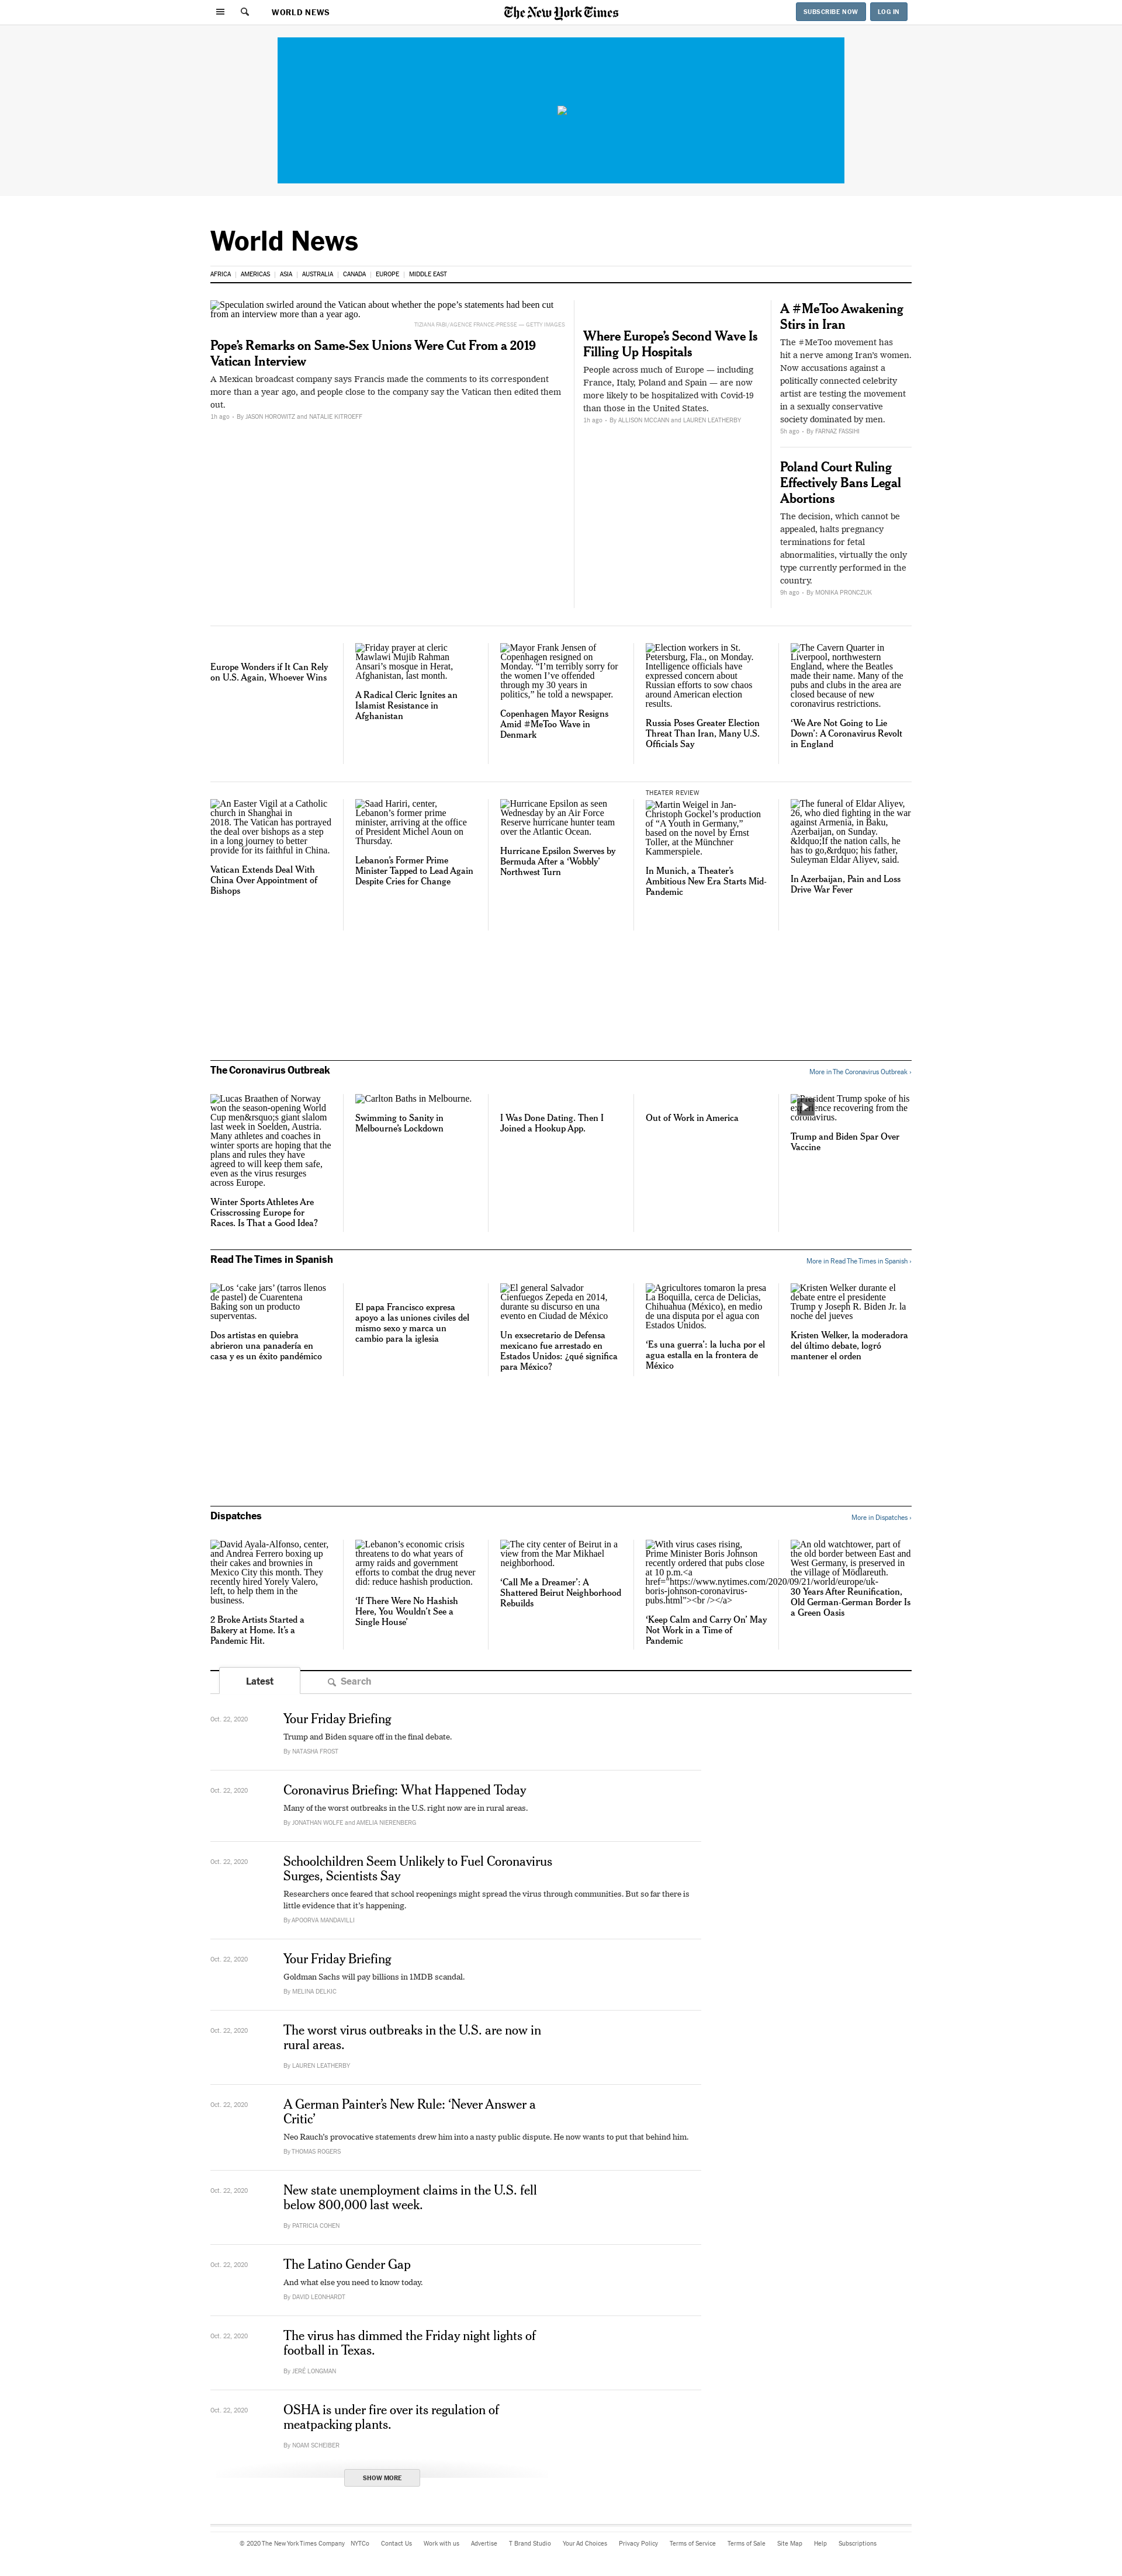 WORLD NEWS
The New York Times
SUBSCRIBE NOW
LOG IN
World News
AFRICA | AMERICAS | ASIA | AUSTRALIA | CANADA | EUROPE | MIDDLE EAST
Speculation swirled around the Vatican about whether the pope’s statements had been cut
from an interview more than a year ago.
TIZIANA FABI/AGENCE FRANCE-PRESSE — GETTY IMAGES
Pope’s Remarks on Same-Sex Unions Were Cut From a 2019
Vatican Interview
A Mexican broadcast company says Francis made the comments to its correspondent
more than a year ago, and people close to the company say the Vatican then edited them
out.
1h ago • By JASON HOROWITZ and NATALIE KITROEFF
Where Europe’s Second Wave Is
Filling Up Hospitals
People across much of Europe — including
France, Italy, Poland and Spain — are now
more likely to be hospitalized with Covid-19
than those in the United States.
1h ago • By ALLISON MCCANN and LAUREN LEATHERBY
A #MeToo Awakening
Stirs in Iran
The #MeToo movement has
hit a nerve among Iran’s women.
Now accusations against a
politically connected celebrity
artist are testing the movement
in a sexually conservative
society dominated by men.
5h ago • By FARNAZ FASSIHI
Poland Court Ruling
Effectively Bans Legal
Abortions
The decision, which cannot be
appealed, halts pregnancy
terminations for fetal
abnormalities, virtually the only
type currently performed in the
country.
9h ago • By MONIKA PRONCZUK
Europe Wonders if It Can Rely
on U.S. Again, Whoever Wins
Friday prayer at cleric
Mawlawi Mujib Rahman
Ansari’s mosque in Herat,
Afghanistan, last month.
A Radical Cleric Ignites an
Islamist Resistance in
Afghanistan
Mayor Frank Jensen of
Copenhagen resigned on
Monday. “I’m terribly sorry for
the women I’ve offended
through my 30 years in
politics,” he told a newspaper.
Copenhagen Mayor Resigns
Amid #MeToo Wave in
Denmark
Election workers in St.
Petersburg, Fla., on Monday.
Intelligence officials have
expressed concern about
Russian efforts to sow chaos
around American election
results.
Russia Poses Greater Election
Threat Than Iran, Many U.S.
Officials Say
The Cavern Quarter in
Liverpool, northwestern
England, where the Beatles
made their name. Many of the
pubs and clubs in the area are
closed because of new
coronavirus restrictions.
‘We Are Not Going to Lie
Down’: A Coronavirus Revolt
in England
An Easter Vigil at a Catholic
church in Shanghai in
2018. The Vatican has portrayed
the deal over bishops as a step
in a long journey to better
provide for its faithful in China.
Vatican Extends Deal With
China Over Appointment of
Bishops
Saad Hariri, center,
Lebanon’s former prime
minister, arriving at the office
of President Michel Aoun on
Thursday.
Lebanon’s Former Prime
Minister Tapped to Lead Again
Despite Cries for Change
Hurricane Epsilon as seen
Wednesday by an Air Force
Reserve hurricane hunter team
over the Atlantic Ocean.
Hurricane Epsilon Swerves by
Bermuda After a ‘Wobbly’
Northwest Turn
THEATER REVIEW
Martin Weigel in Jan-
Christoph Gockel’s production
of “A Youth in Germany,”
based on the novel by Ernst
Toller, at the Münchner
Kammerspiele.
In Munich, a Theater’s
Ambitious New Era Starts Mid-
Pandemic
The funeral of Eldar Aliyev,
26, who died fighting in the war
against Armenia, in Baku,
Azerbaijan, on Sunday.
&ldquo;If the nation calls, he
has to go,&rdquo; his father,
Suleyman Eldar Aliyev, said.
In Azerbaijan, Pain and Loss
Drive War Fever
The Coronavirus Outbreak
More in The Coronavirus Outbreak ›
Lucas Braathen of Norway
won the season-opening World
Cup men&rsquo;s giant slalom
last week in Soelden, Austria.
Many athletes and coaches in
winter sports are hoping that the
plans and rules they have
agreed to will keep them safe,
even as the virus resurges
across Europe.
Winter Sports Athletes Are
Crisscrossing Europe for
Races. Is That a Good Idea?
Carlton Baths in Melbourne.
Swimming to Sanity in
Melbourne’s Lockdown
I Was Done Dating. Then I
Joined a Hookup App.
Out of Work in America
President Trump spoke of his
recovering from the
coronavirus.
Trump and Biden Spar Over
Vaccine
Read The Times in Spanish
More in Read The Times in Spanish ›
Los ‘cake jars’ (tarros llenos
de pastel) de Cuarentena
Baking son un producto
superventas.
Dos artistas en quiebra
abrieron una panadería en
casa y es un éxito pandémico
El papa Francisco expresa
apoyo a las uniones civiles del
mismo sexo y marca un
cambio para la iglesia
El general Salvador
Cienfuegos Zepeda en 2014,
durante su discurso en una
evento en Ciudad de México
Un exsecretario de Defensa
mexicano fue arrestado en
Estados Unidos: ¿qué significa
para México?
Agricultores tomaron la presa
La Boquilla, cerca de Delicias,
Chihuahua (México), en medio
de una disputa por el agua con
Estados Unidos.
‘Es una guerra’: la lucha por el
agua estalla en la frontera de
México
Kristen Welker durante el
debate entre el presidente
Trump y Joseph R. Biden Jr. la
noche del jueves
Kristen Welker, la moderadora
del último debate, logró
mantener el orden
Dispatches
More in Dispatches ›
David Ayala-Alfonso, center,
and Andrea Ferrero boxing up
their cakes and brownies in
Mexico City this month. They
recently hired Yorely Valero,
left, to help them in the
business.
2 Broke Artists Started a
Bakery at Home. It’s a
Pandemic Hit.
Lebanon’s economic crisis
threatens to do what years of
army raids and government
efforts to combat the drug never
did: reduce hashish production.
‘If There Were No Hashish
Here, You Wouldn’t See a
Single House’
The city center of Beirut in a
view from the Mar Mikhael
neighborhood.
‘Call Me a Dreamer’: A
Shattered Beirut Neighborhood
Rebuilds
With virus cases rising,
Prime Minister Boris Johnson
recently ordered that pubs close
at 10 p.m.<a
href="https://www.nytimes.com/2020/09/21/world/europe/uk-
boris-johnson-coronavirus-
pubs.html"><br /></a>
‘Keep Calm and Carry On’ May
Not Work in a Time of
Pandemic
An old watchtower, part of
the old border between East and
West Germany, is preserved in
the village of Mödlareuth.
30 Years After Reunification,
Old German-German Border Is
a Green Oasis
Latest
Search
Oct. 22, 2020
Your Friday Briefing
Trump and Biden square off in the final debate.
By NATASHA FROST
Oct. 22, 2020
Coronavirus Briefing: What Happened Today
Many of the worst outbreaks in the U.S. right now are in rural areas.
By JONATHAN WOLFE and AMELIA NIERENBERG
Oct. 22, 2020
Schoolchildren Seem Unlikely to Fuel Coronavirus
Surges, Scientists Say
Researchers once feared that school reopenings might spread the virus through communities. But so far there is
little evidence that it’s happening.
By APOORVA MANDAVILLI
Oct. 22, 2020
Your Friday Briefing
Goldman Sachs will pay billions in 1MDB scandal.
By MELINA DELKIC
Oct. 22, 2020
The worst virus outbreaks in the U.S. are now in
rural areas.
By LAUREN LEATHERBY
Oct. 22, 2020
A German Painter’s New Rule: ‘Never Answer a
Critic’
Neo Rauch’s provocative statements drew him into a nasty public dispute. He now wants to put that behind him.
By THOMAS ROGERS
Oct. 22, 2020
New state unemployment claims in the U.S. fell
below 800,000 last week.
By PATRICIA COHEN
Oct. 22, 2020
The Latino Gender Gap
And what else you need to know today.
By DAVID LEONHARDT
Oct. 22, 2020
The virus has dimmed the Friday night lights of
football in Texas.
By JERÉ LONGMAN
Oct. 22, 2020
OSHA is under fire over its regulation of
meatpacking plants.
By NOAM SCHEIBER
SHOW MORE
© 2020 The New York Times Company NYTCo Contact Us Work with us Advertise T Brand Studio Your Ad Choices Privacy Policy Terms of Service Terms of Sale Site Map Help Subscriptions